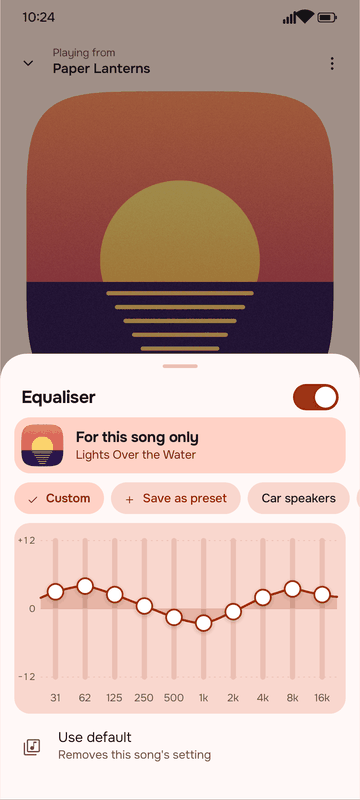 10:24
Playing from
Paper Lanterns
Equaliser
For this song only
Lights Over the Water
Custom
+ Save as preset
Car speakers
+12
0
-12
31 62 125 250 500 1k 2k 4k 8k 16k
Use default
Removes this song's setting